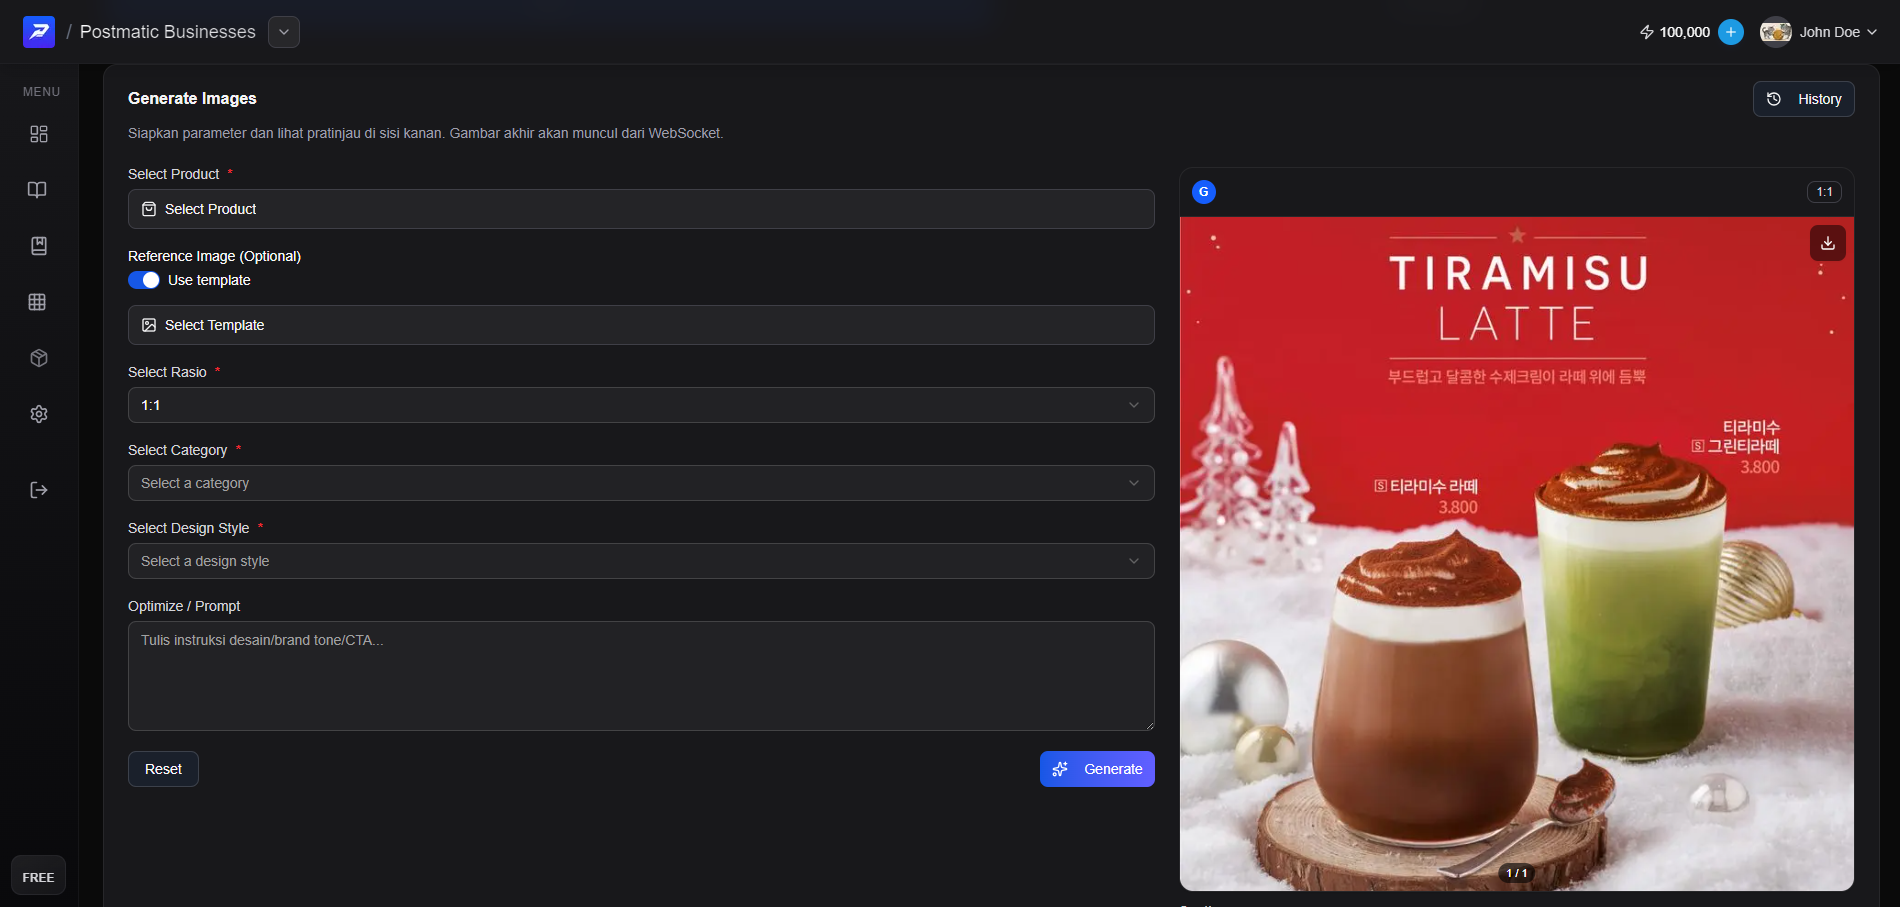 / Postmatic Businesses
100,000
John Doe
MENU
Generate Images
History
Siapkan parameter dan lihat pratinjau di sisi kanan. Gambar akhir akan muncul dari WebSocket.
Select Product *
Select Product
Reference Image (Optional)
Use template
Select Template
Select Rasio *
1:1
Select Category *
Select a category
Select Design Style *
Select a design style
Optimize / Prompt
Tulis instruksi desain/brand tone/CTA...
Reset
Generate
FREE
G
1:1
TIRAMISU
LATTE
부드럽고 달콤한 수제크림이 라떼 위에 듬뿍
티라미수
S 그린티라떼
3.800
S 티라미수 라떼
3.800
1 / 1